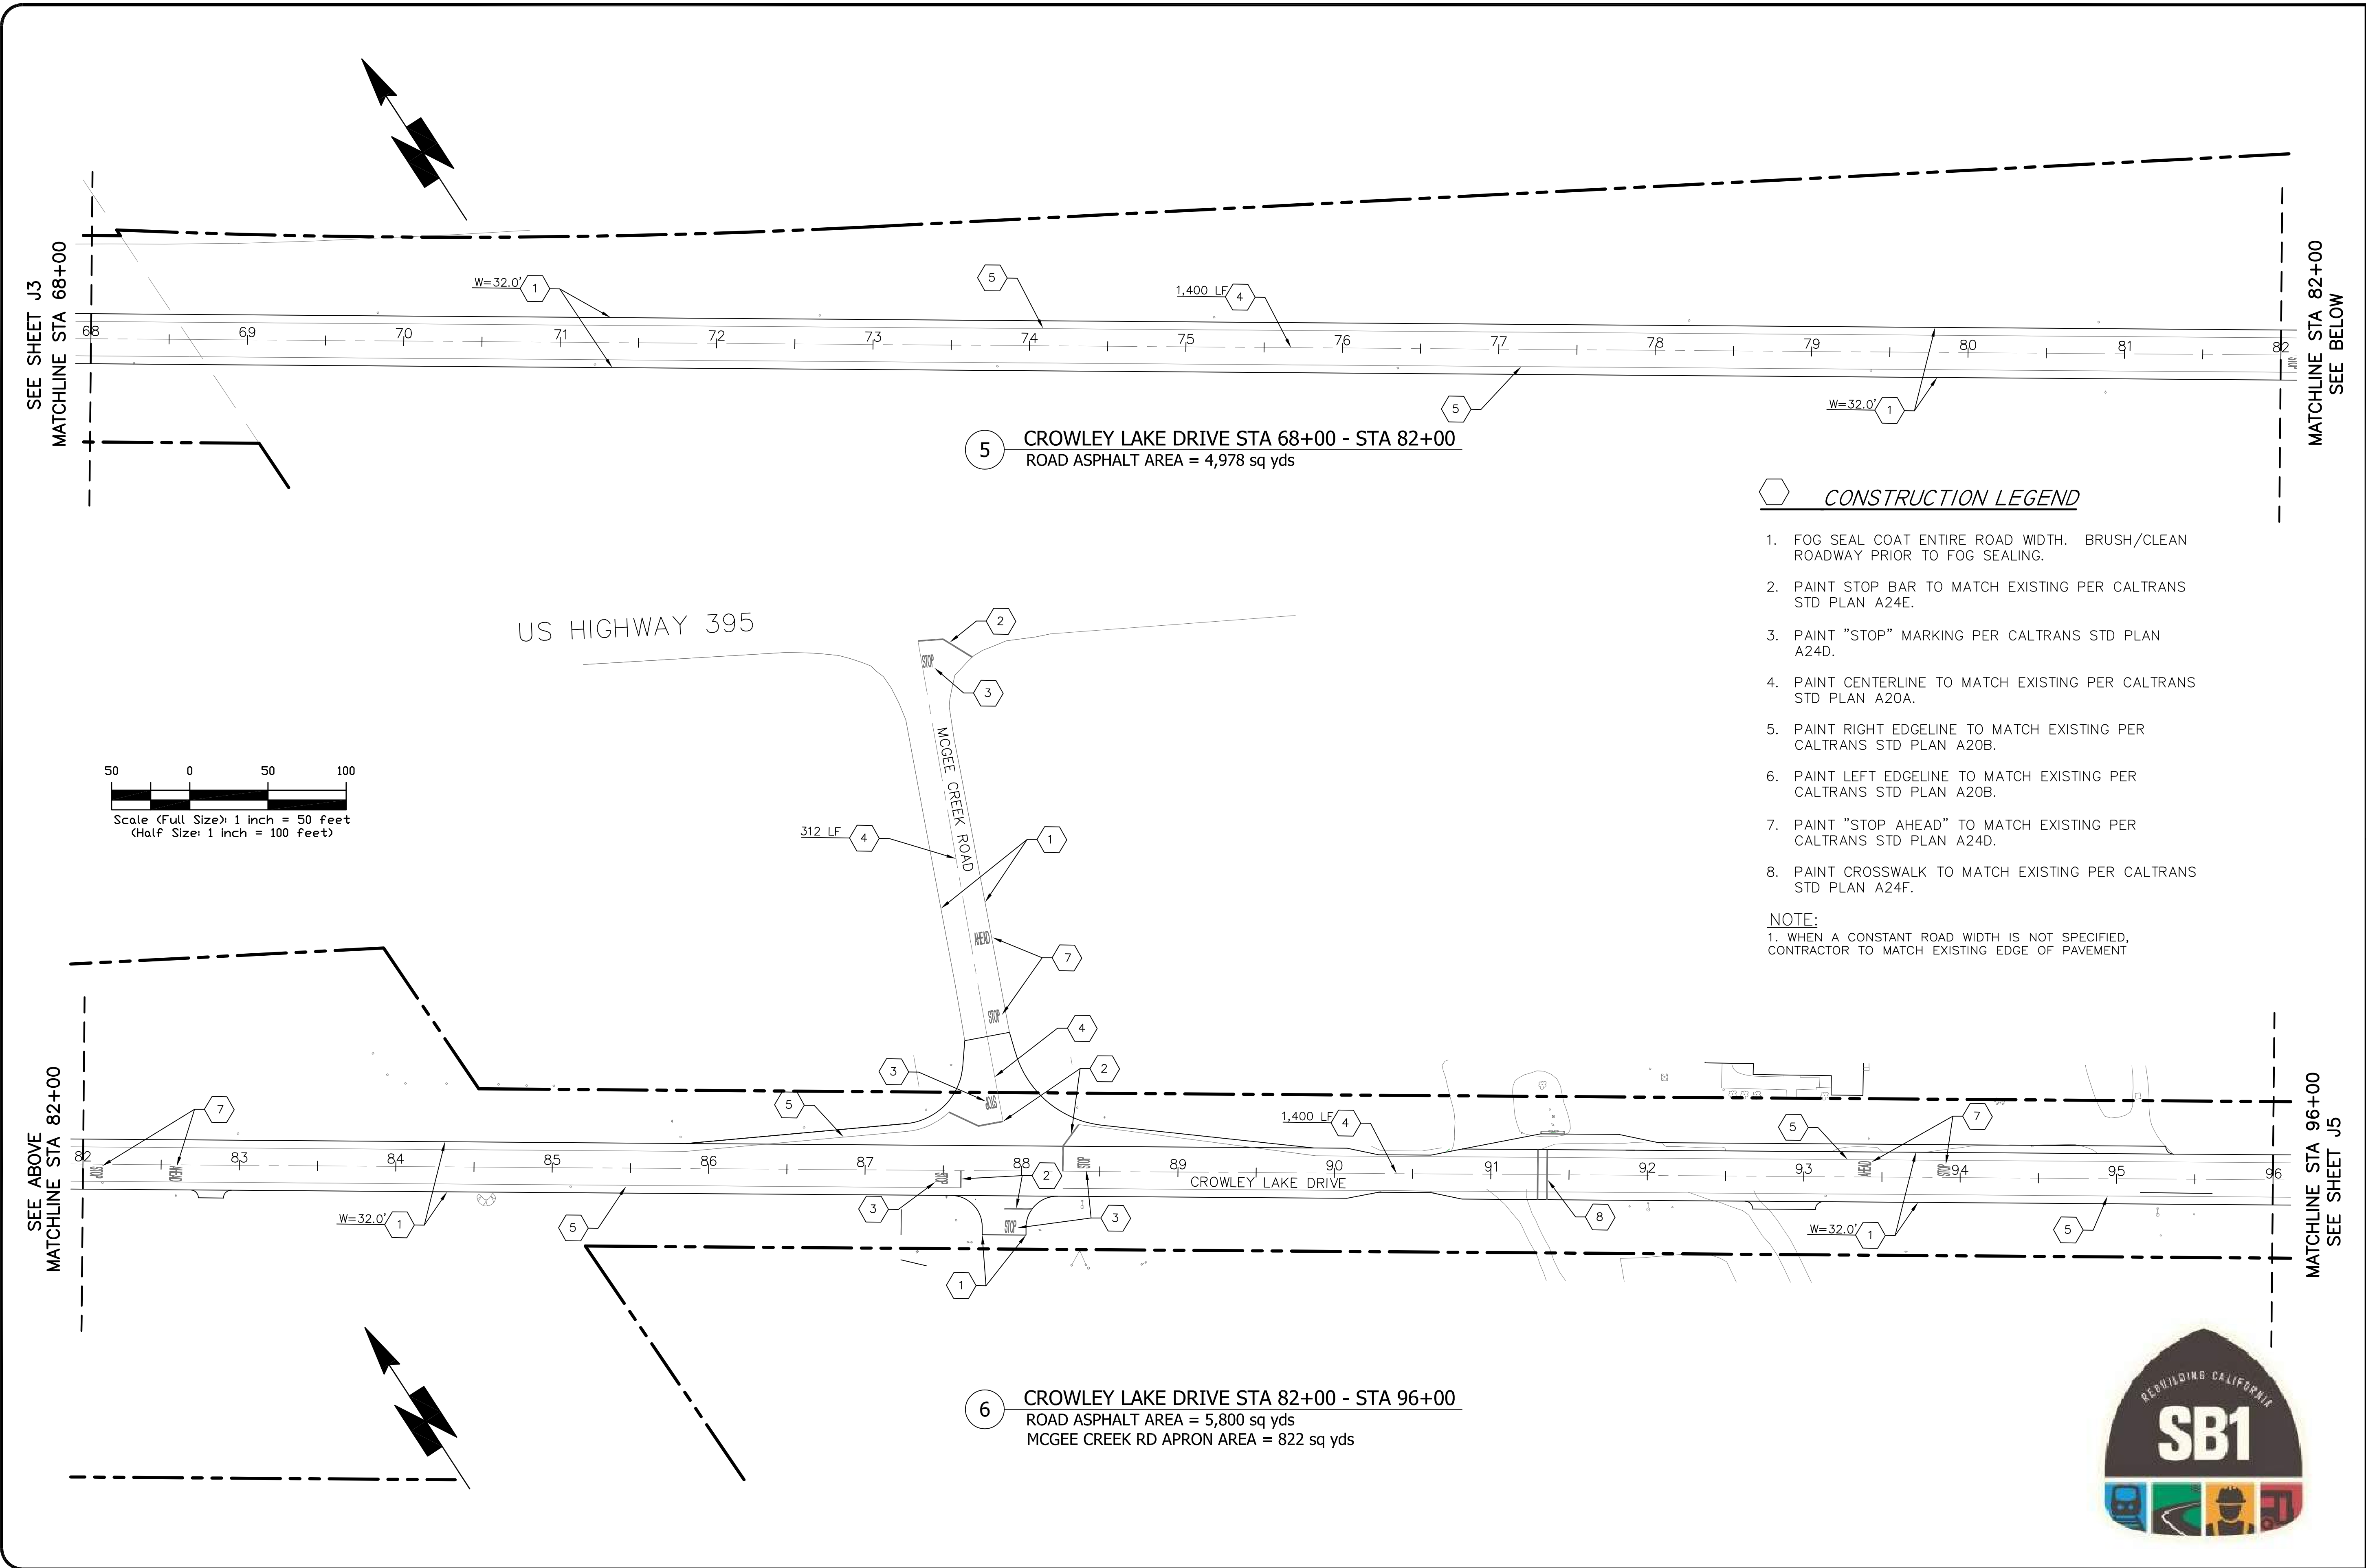 SEE SHEET J3
MATCHLINE STA 68+00
W=32.0'
1
5
1,400 LF
4
68
69
70
71
72
73
74
75
76
77
78
79
80
81
82
STOP
5
W=32.0'
1
MATCHLINE STA 82+00
SEE BELOW
5
CROWLEY LAKE DRIVE STA 68+00 - STA 82+00
ROAD ASPHALT AREA = 4,978 sq yds
CONSTRUCTION LEGEND
1. FOG SEAL COAT ENTIRE ROAD WIDTH. BRUSH/CLEAN
ROADWAY PRIOR TO FOG SEALING.
2. PAINT STOP BAR TO MATCH EXISTING PER CALTRANS
STD PLAN A24E.
3. PAINT "STOP" MARKING PER CALTRANS STD PLAN
A24D.
4. PAINT CENTERLINE TO MATCH EXISTING PER CALTRANS
STD PLAN A20A.
5. PAINT RIGHT EDGELINE TO MATCH EXISTING PER
CALTRANS STD PLAN A20B.
6. PAINT LEFT EDGELINE TO MATCH EXISTING PER
CALTRANS STD PLAN A20B.
7. PAINT "STOP AHEAD" TO MATCH EXISTING PER
CALTRANS STD PLAN A24D.
8. PAINT CROSSWALK TO MATCH EXISTING PER CALTRANS
STD PLAN A24F.
NOTE:
1. WHEN A CONSTANT ROAD WIDTH IS NOT SPECIFIED,
CONTRACTOR TO MATCH EXISTING EDGE OF PAVEMENT
US HIGHWAY 395
2
STOP
3
MCGEE CREEK ROAD
50
0
50
100
Scale (Full Size): 1 inch = 50 feet
(Half Size: 1 inch = 100 feet)
312 LF
4
1
AHEAD
7
STOP
4
3
2
STOP
SEE ABOVE
MATCHLINE STA 82+00
7
5
1,400 LF
4
5
7
82
83
84
85
86
87
88
89
90
91
92
93
94
95
96
STOP
AHEAD
STOP
STOP
AHEAD
STOP
2
CROWLEY LAKE DRIVE
W=32.0'
1
5
3
STOP
3
8
W=32.0'
1
5
1
MATCHLINE STA 96+00
SEE SHEET J5
6
CROWLEY LAKE DRIVE STA 82+00 - STA 96+00
ROAD ASPHALT AREA = 5,800 sq yds
MCGEE CREEK RD APRON AREA = 822 sq yds
REBUILDING CALIFORNIA
SB1